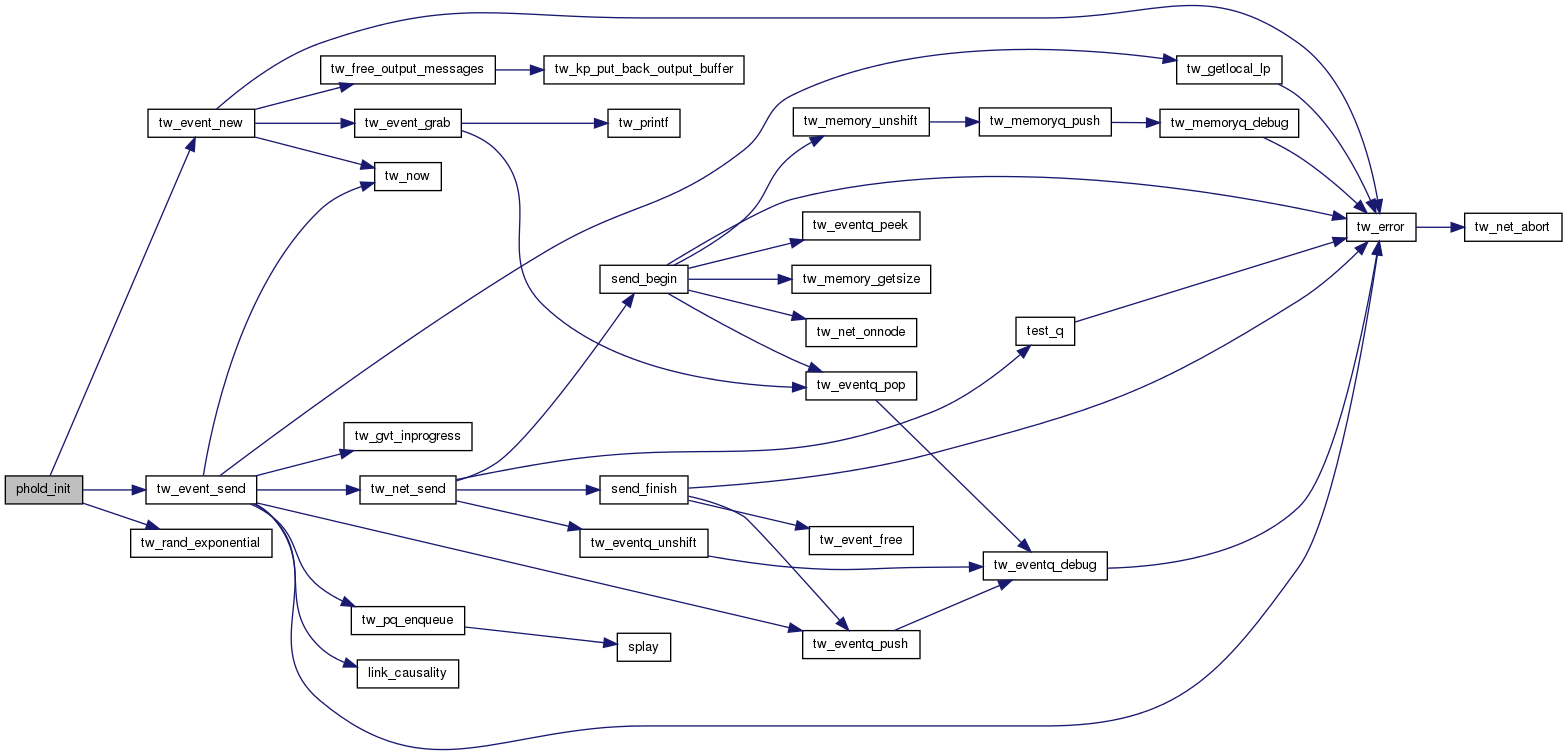 phold_init
tw_event_new
tw_event_send
tw_rand_exponential
tw_free_output_messages
tw_event_grab
tw_now
tw_gvt_inprogress
tw_net_send
tw_pq_enqueue
link_causality
tw_kp_put_back_output_buffer
tw_printf
send_begin
send_finish
tw_eventq_unshift
splay
tw_memory_unshift
tw_eventq_peek
tw_memory_getsize
tw_net_onnode
tw_eventq_pop
tw_event_free
tw_eventq_push
tw_memoryq_push
test_q
tw_eventq_debug
tw_getlocal_lp
tw_memoryq_debug
tw_error
tw_net_abort